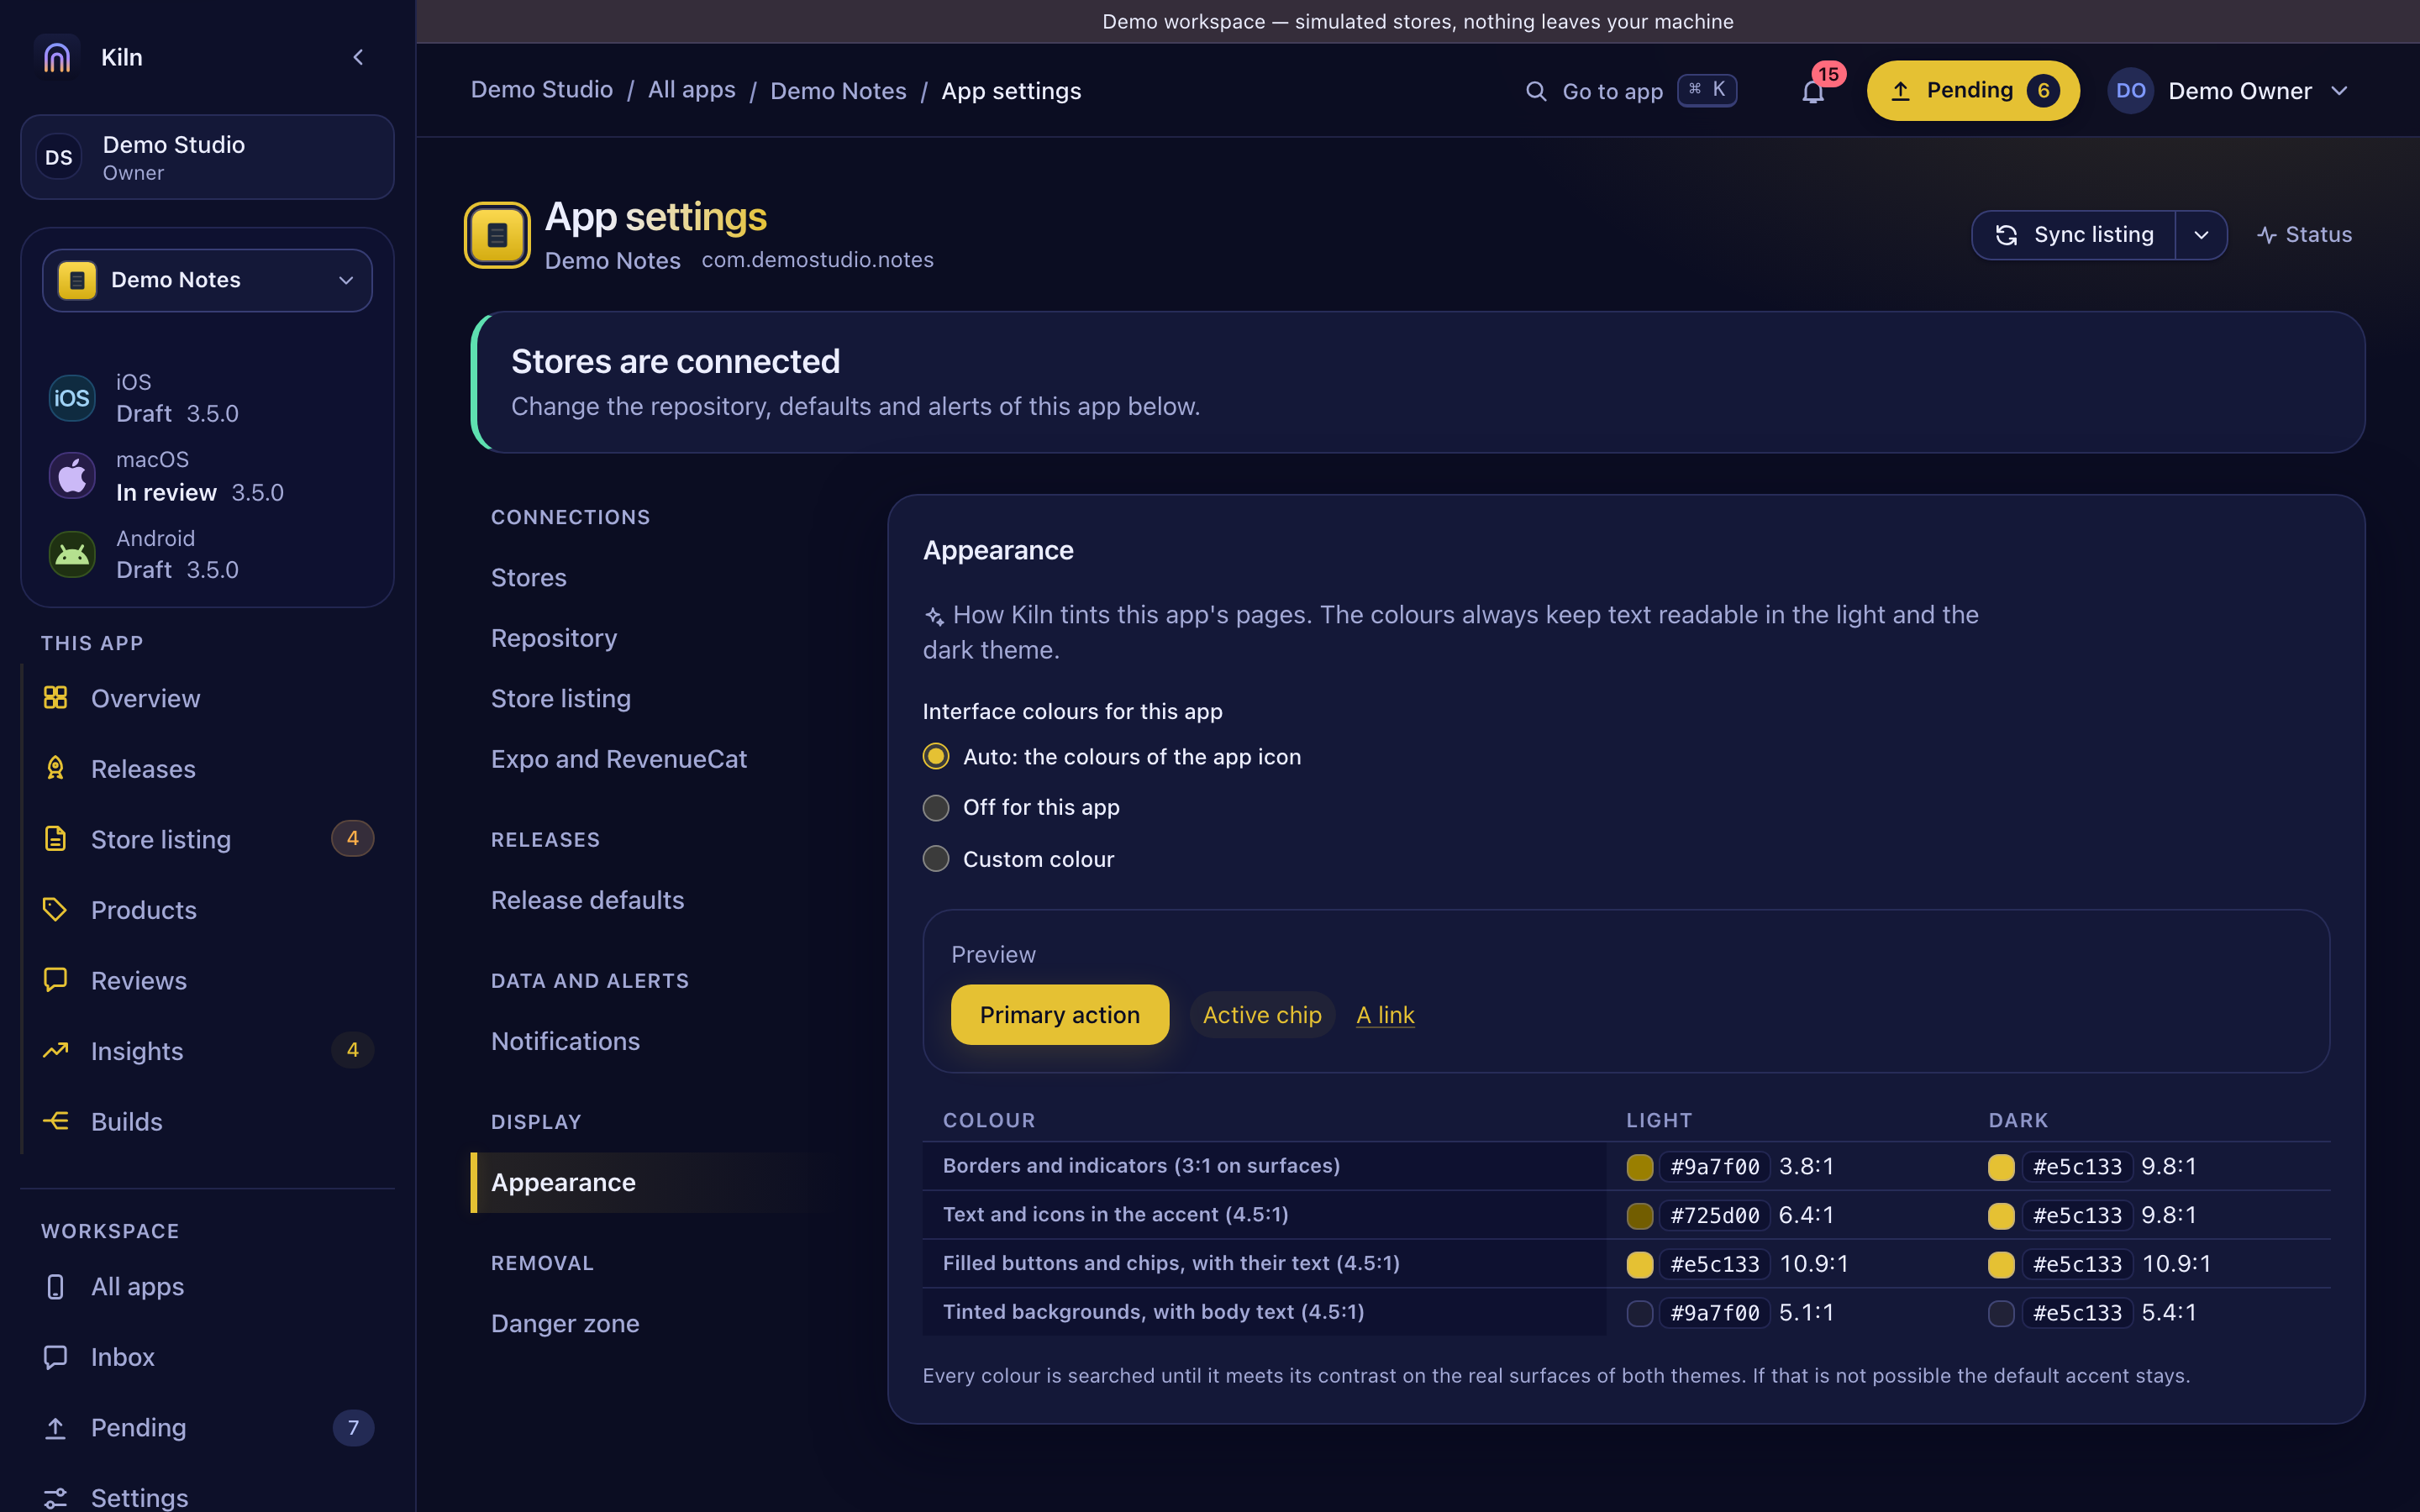 Demo workspace — simulated stores, nothing leaves your machine
Kiln
DS
Demo Studio
Owner
Demo Notes
iOS
iOS
Draft 3.5.0
macOS
In review 3.5.0
Android
Draft 3.5.0
THIS APP
Overview
Releases
Store listing 4
Products
Reviews
Insights 4
Builds
WORKSPACE
All apps
Inbox
Pending 7
Settings
Demo Studio / All apps / Demo Notes / App settings
Go to app ⌘ K
15
Pending 6
DO
Demo Owner
App settings
Demo Notes com.demostudio.notes
Sync listing
Status
Stores are connected
Change the repository, defaults and alerts of this app below.
CONNECTIONS
Stores
Repository
Store listing
Expo and RevenueCat
RELEASES
Release defaults
DATA AND ALERTS
Notifications
DISPLAY
Appearance
REMOVAL
Danger zone
Appearance
How Kiln tints this app's pages. The colours always keep text readable in the light and the
dark theme.
Interface colours for this app
Auto: the colours of the app icon
Off for this app
Custom colour
Preview
Primary action Active chip A link
COLOUR LIGHT DARK
Borders and indicators (3:1 on surfaces) #9a7f00 3.8:1 #e5c133 9.8:1
Text and icons in the accent (4.5:1) #725d00 6.4:1 #e5c133 9.8:1
Filled buttons and chips, with their text (4.5:1) #e5c133 10.9:1 #e5c133 10.9:1
Tinted backgrounds, with body text (4.5:1) #9a7f00 5.1:1 #e5c133 5.4:1
Every colour is searched until it meets its contrast on the real surfaces of both themes. If that is not possible the default accent stays.